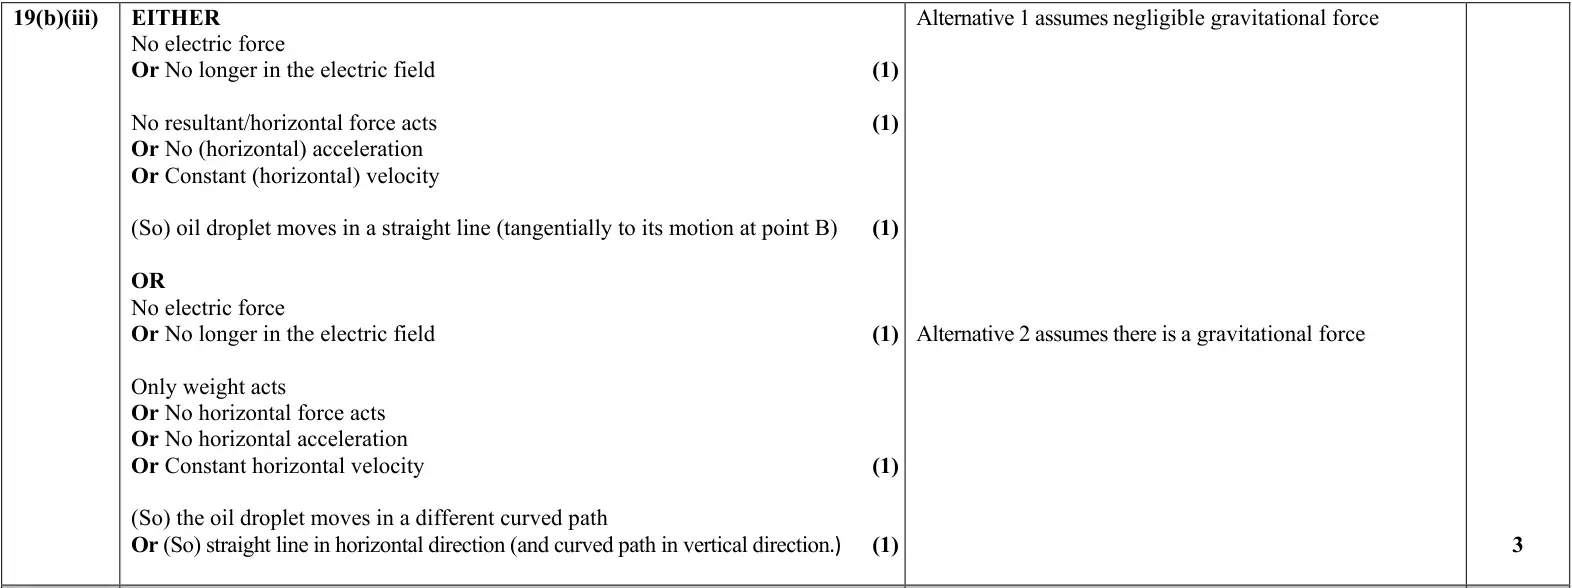 19(b)(iii) EITHER Alternative 1 assumes negligible gravitational force
No electric force
Or No longer in the electric field (1)
No resultant/horizontal force acts (1)
Or No (horizontal) acceleration
Or Constant (horizontal) velocity
(So) oil droplet moves in a straight line (tangentially to its motion at point B) (1)
OR
No electric force
Or No longer in the electric field (1) Alternative 2 assumes there is a gravitational force
Only weight acts
Or No horizontal force acts
Or No horizontal acceleration
Or Constant horizontal velocity (1)
(So) the oil droplet moves in a different curved path
Or (So) straight line in horizontal direction (and curved path in vertical direction.) (1) 3